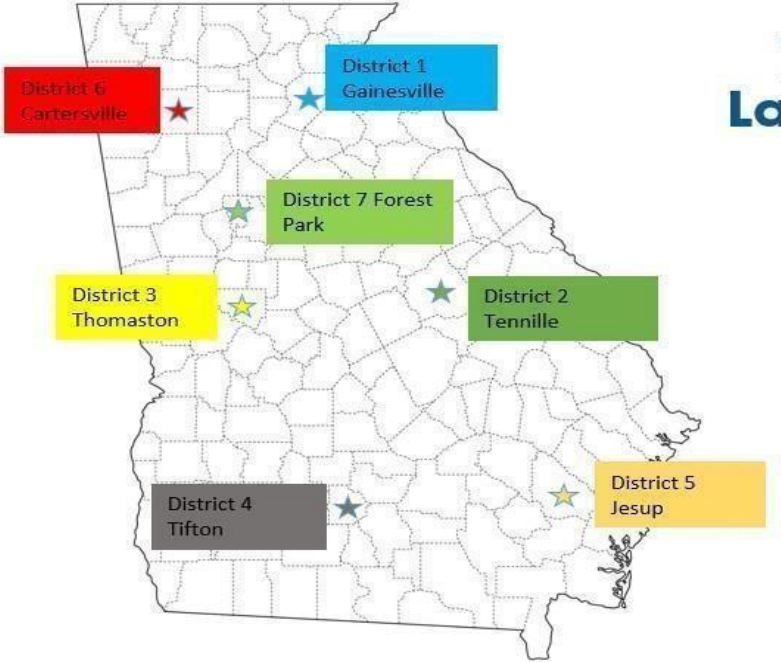 District 1
Gainesville
District 6
Cartersville
La
District 7 Forest
Park
District 3
Thomaston
District 2
Tennille
District 5
Jesup
District 4
Tifton